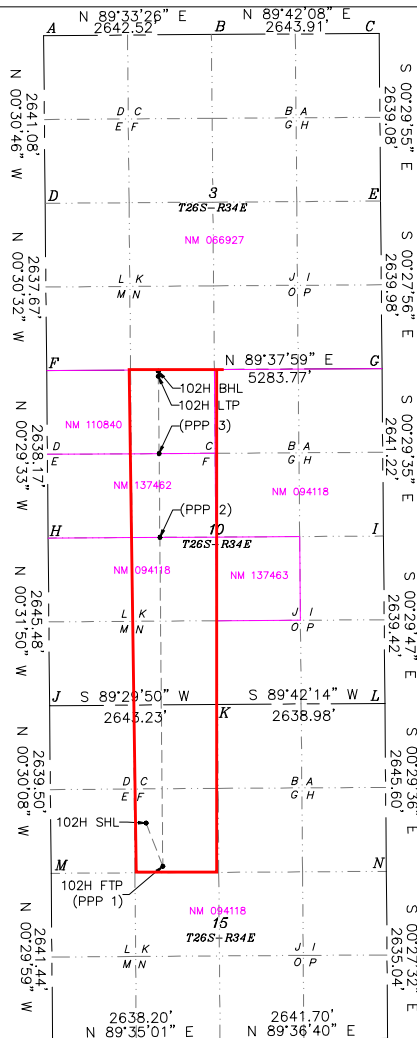 N 89°33'26" E
2642.52'
N 89°42'08" E
2643.91'
A
B
C
N 00°30'46" W
2641.08'
S 00°29'55" E
2639.08'
D C
E F
B A
G H
D
3
E
T26S-R34E
NM 066927
N 00°30'32" W
2637.67'
S 00°27'56" E
2639.98'
L K
M N
J I
O P
F
N 89°37'59" E
5283.77'
G
102H BHL
102H LTP
(PPP 3)
NM 110840
N 00°29'33" W
2638.17'
S 00°29'35" E
2641.22'
D
E
C
F
B A
G H
NM 137462
NM 094118
(PPP 2)
H
10
I
T26S-R34E
NM 094118
NM 137463
N 00°31'50" W
2645.48'
S 00°29'47" E
2639.42'
L K
M N
J I
O P
J
S 89°29'50" W
2643.23'
K
S 89°42'14" W
2638.98'
L
N 00°30'08" W
2639.50'
S 00°29'36" E
2645.60'
D C
E F
B A
G H
102H SHL
M
N
102H FTP
(PPP 1)
NM 094118
15
T26S-R34E
N 00°29'59" W
2641.44'
S 00°27'32" E
2635.04'
L K
M N
J I
O P
2638.20'
N 89°35'01" E
2641.70'
N 89°36'40" E